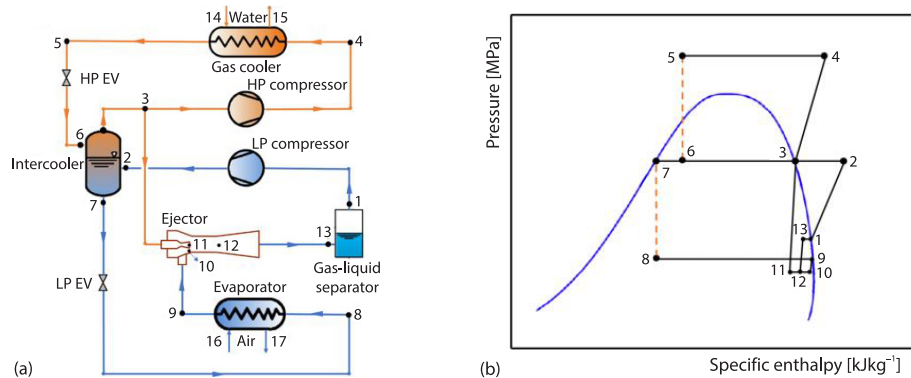 14 Water 15
5
4
Gas cooler
HP EV
HP compressor
3
6
LP compressor
Intercooler
2
7
1
Ejector
13
11 12
10
Gas-liquid
separator
LP EV
Evaporator
9
8
16 Air 17
(a)
Pressure [MPa]
5
4
7
6
3
2
13
1
8
9
11
12
10
(b)
Specific enthalpy [kJkg⁻¹]